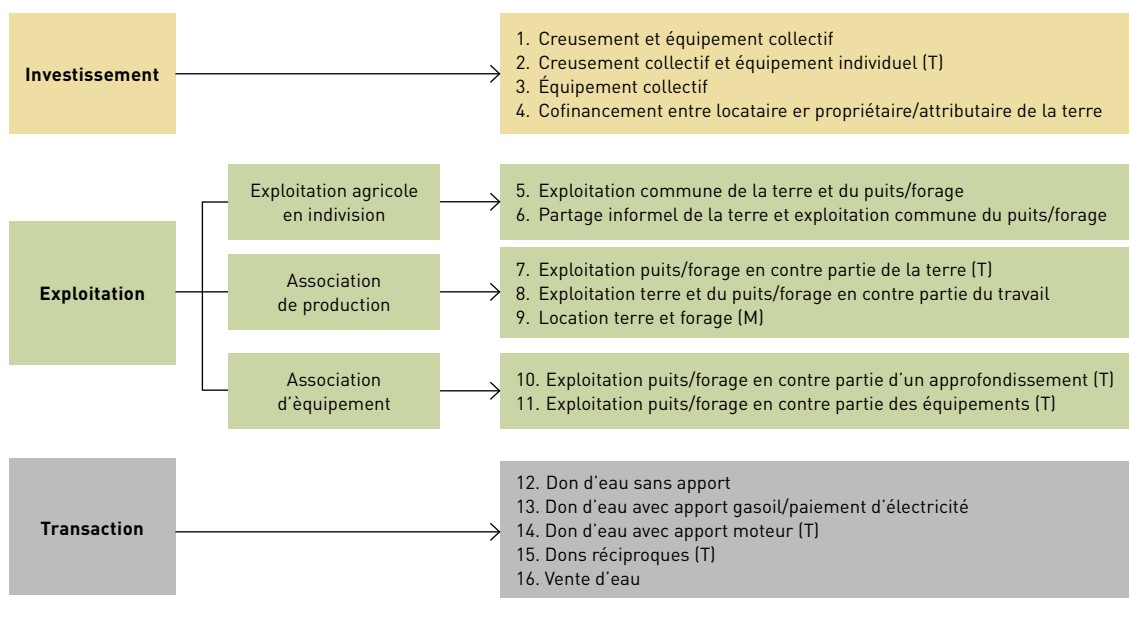 Investissement
1. Creusement et équipement collectif
2. Creusement collectif et équipement individuel (T)
3. Équipement collectif
4. Cofinancement entre locataire er propriétaire/attributaire de la terre
Exploitation
Exploitation agricole
en indivision
5. Exploitation commune de la terre et du puits/forage
6. Partage informel de la terre et exploitation commune du puits/forage
Association
de production
7. Exploitation puits/forage en contre partie de la terre (T)
8. Exploitation terre et du puits/forage en contre partie du travail
9. Location terre et forage (M)
Association
d'èquipement
10. Exploitation puits/forage en contre partie d'un approfondissement (T)
11. Exploitation puits/forage en contre partie des équipements (T)
Transaction
12. Don d'eau sans apport
13. Don d'eau avec apport gasoil/paiement d'électricité
14. Don d'eau avec apport moteur (T)
15. Dons réciproques (T)
16. Vente d'eau